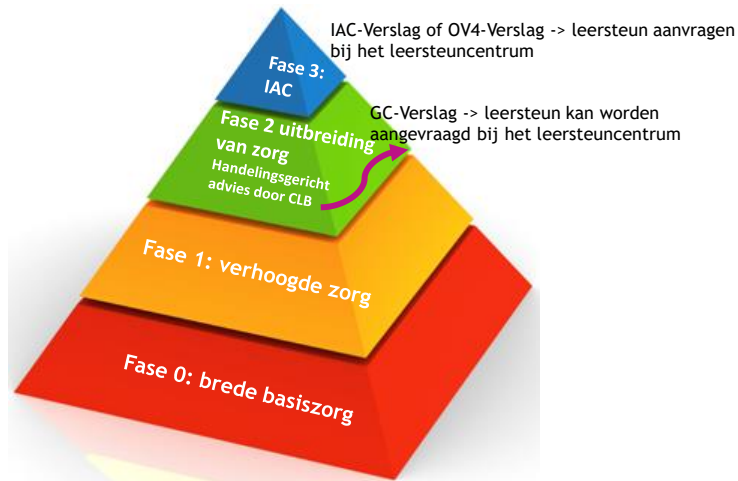 IAC-Verslag of OV4-Verslag -> leersteun aanvragen
bij het leersteuncentrum
Fase 3:
IAC
GC-Verslag -> leersteun kan worden
aangevraagd bij het leersteuncentrum
Fase 2 uitbreiding
van zorg
Handelingsgericht
advies door CLB
Fase 1: verhoogde zorg
Fase 0: brede basiszorg